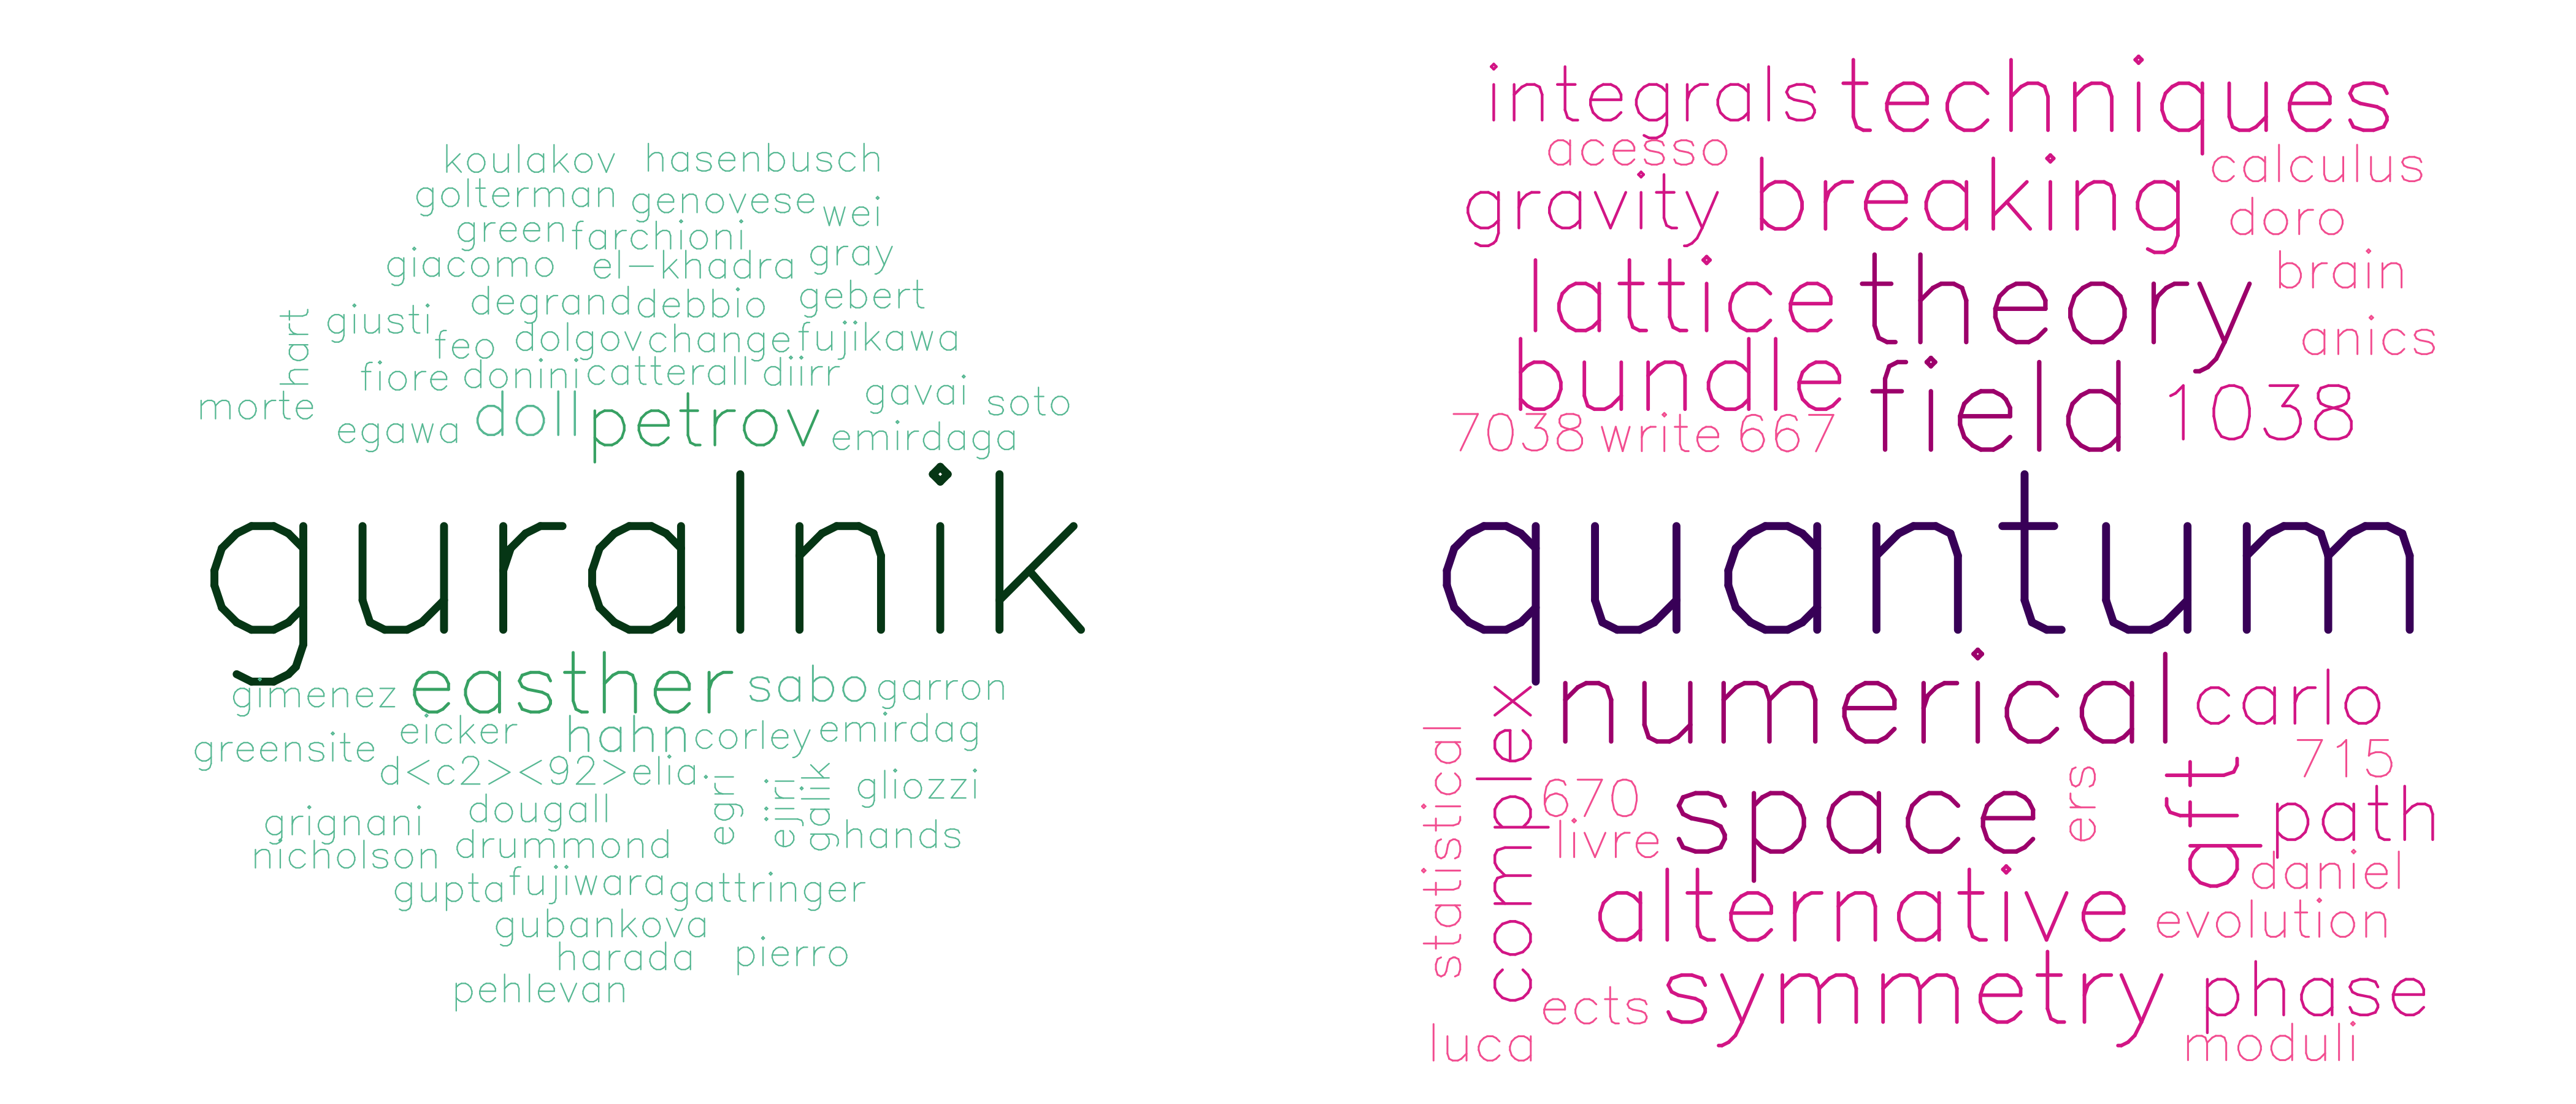 koulakov hasenbusch
golterman genovese wei
green farchioni
giacomo el-khadra gray
degrand debbio gebert
hart giusti
feo dolgov change fujikawa
fiore donini catterall diirr
morte gavai soto
egawa doll petrov emirdaga
guralnik
gimenez easther sabo garron
greensite eicker hahn corley emirdag
d<c2><92>elia egri ejiri galik gliozzi
grignani dougall
nicholson drummond hands
gupta fujiwara gattringer
gubankova
harada pierro
pehlevan
integrals techniques
acesso calculus
gravity breaking doro
brain
lattice theory anics
bundle field 1038
7038 write 667
quantum
statistical complex numerical carlo
715
670 space ers qft path
livre daniel
alternative evolution
ects symmetry phase
luca moduli